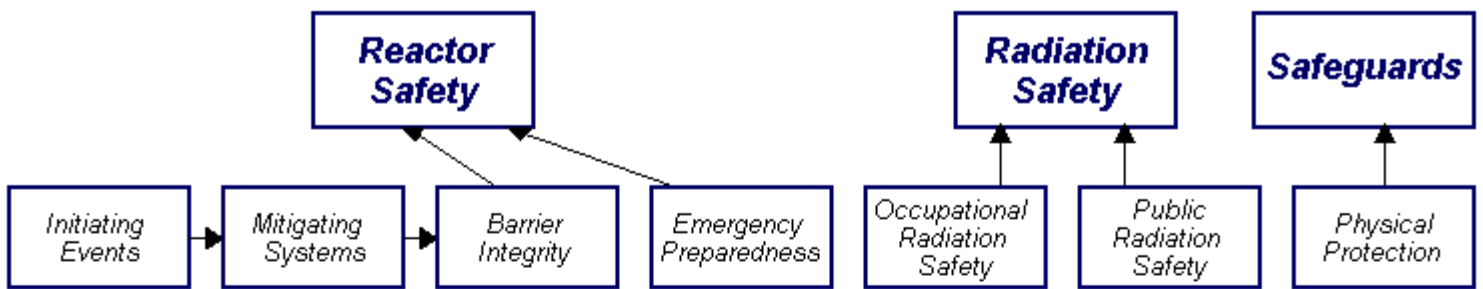 Reactor
Safety
Radiation
Safety
Safeguards
Initiating
Events
Mitigating
Systems
Barrier
Integrity
Emergency
Preparedness
Occupational
Radiation
Safety
Public
Radiation
Safety
Physical
Protection